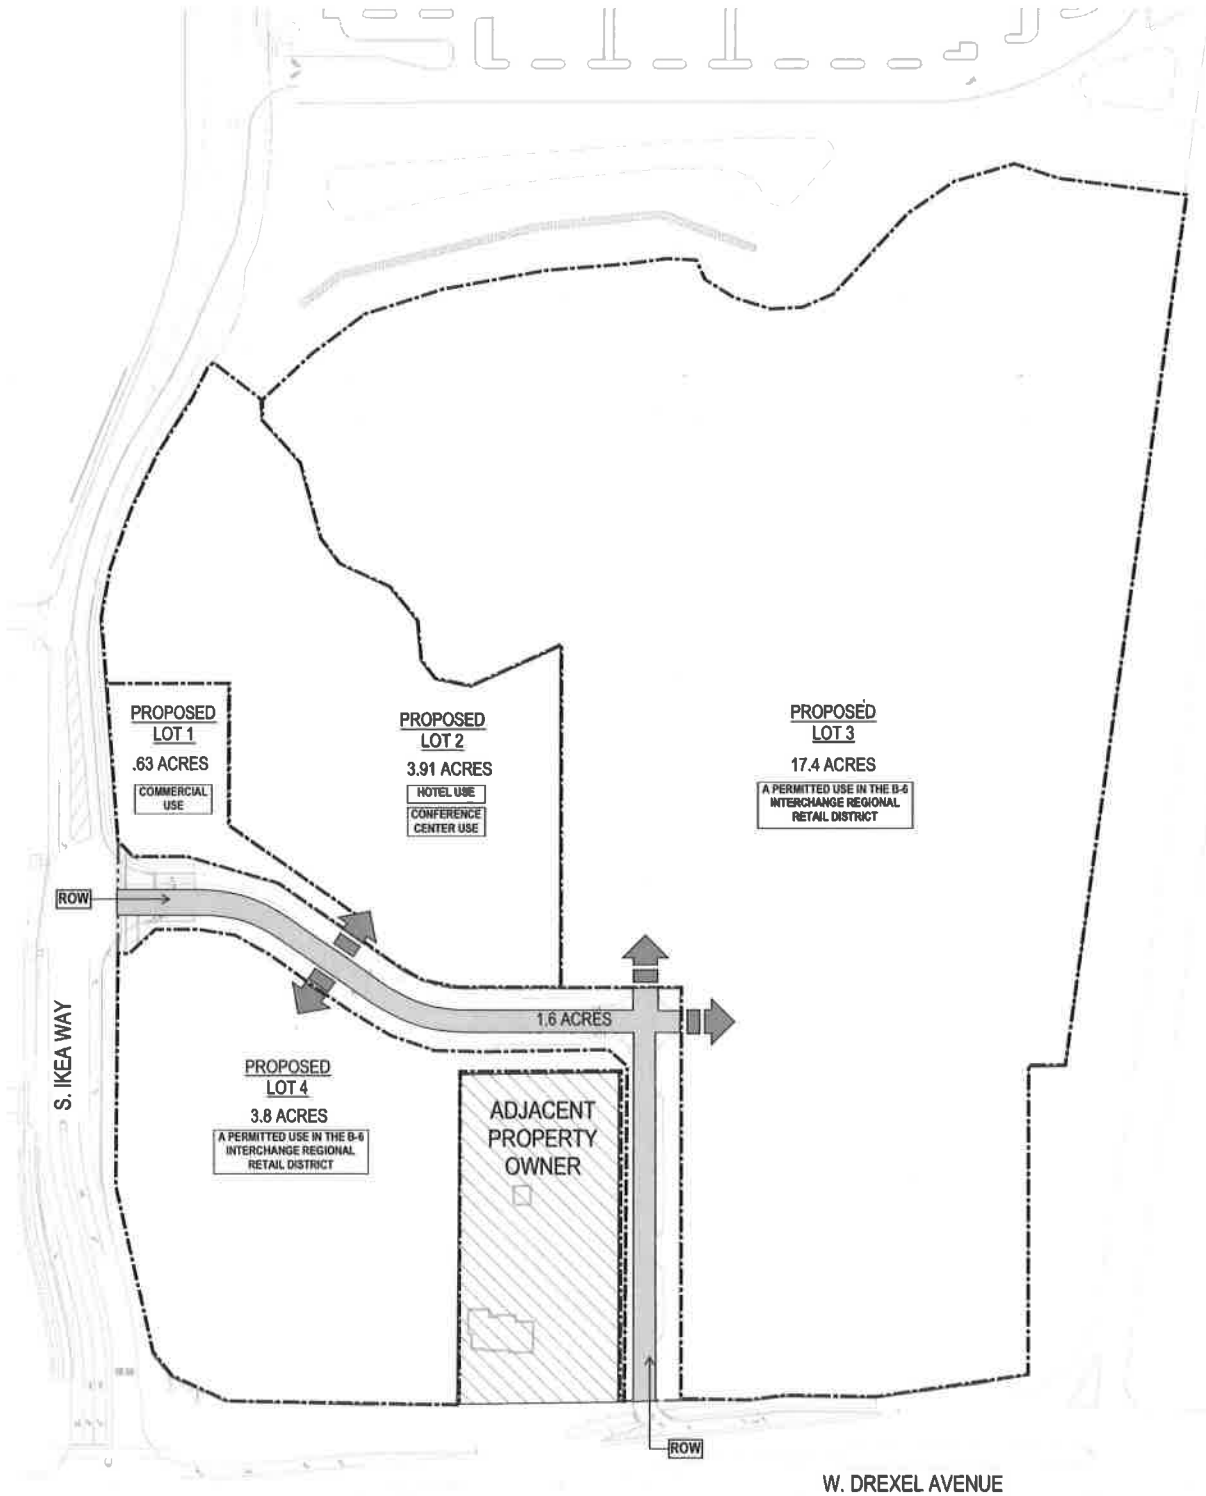 PROPOSED
LOT 1
.63 ACRES
COMMERCIAL
USE
PROPOSED
LOT 2
3.91 ACRES
HOTEL USE
CONFERENCE
CENTER USE
PROPOSED
LOT 3
17.4 ACRES
A PERMITTED USE IN THE B-6
INTERCHANGE REGIONAL
RETAIL DISTRICT
ROW
1.6 ACRES
S. IKEA WAY
PROPOSED
LOT 4
3.8 ACRES
A PERMITTED USE IN THE B-6
INTERCHANGE REGIONAL
RETAIL DISTRICT
ADJACENT
PROPERTY
OWNER
ROW
W. DREXEL AVENUE